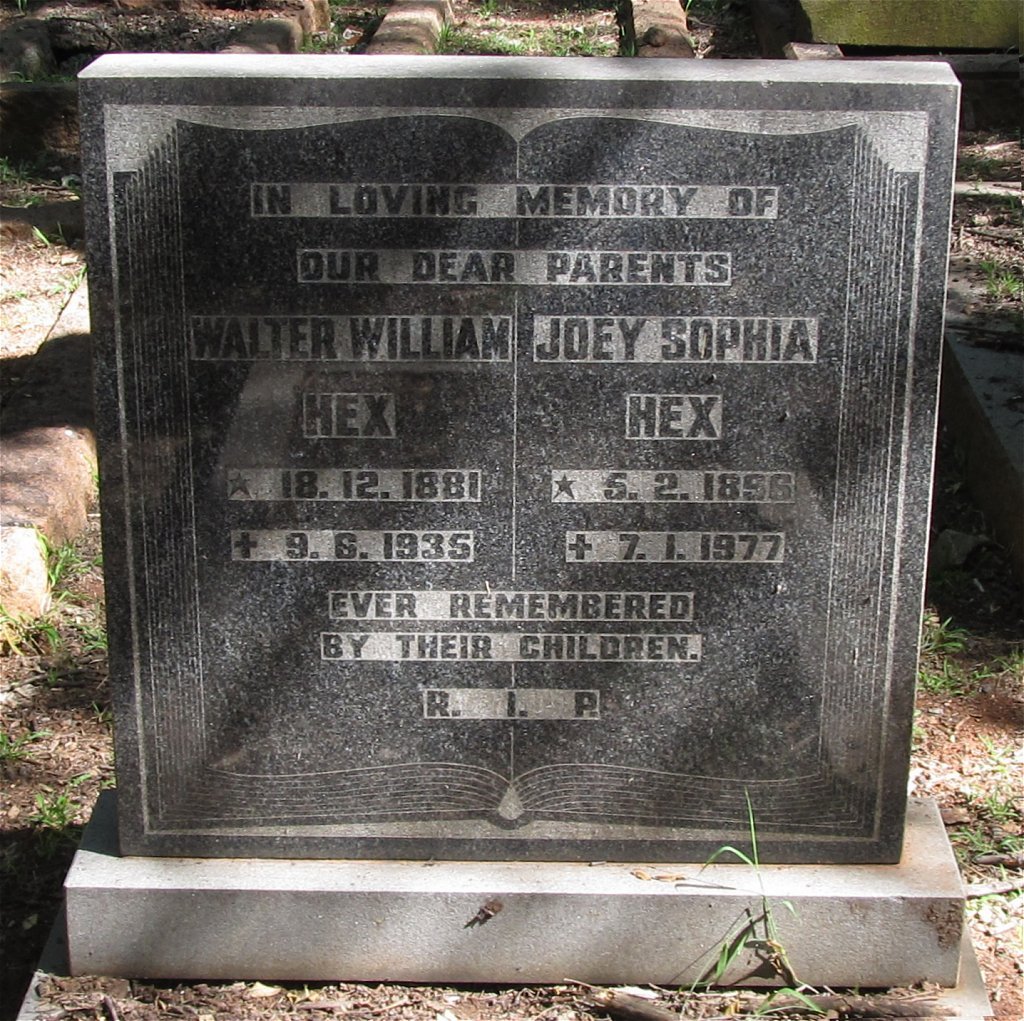 IN LOVING MEMORY OF
OUR DEAR PARENTS
WALTER WILLIAM
HEX
★ 18. 12. 1881
✝ 9. 6. 1935
JOEY SOPHIA
HEX
★ 5. 2. 1896
✝ 7. 1. 1977
EVER REMEMBERED
BY THEIR CHILDREN.
R. I. P.